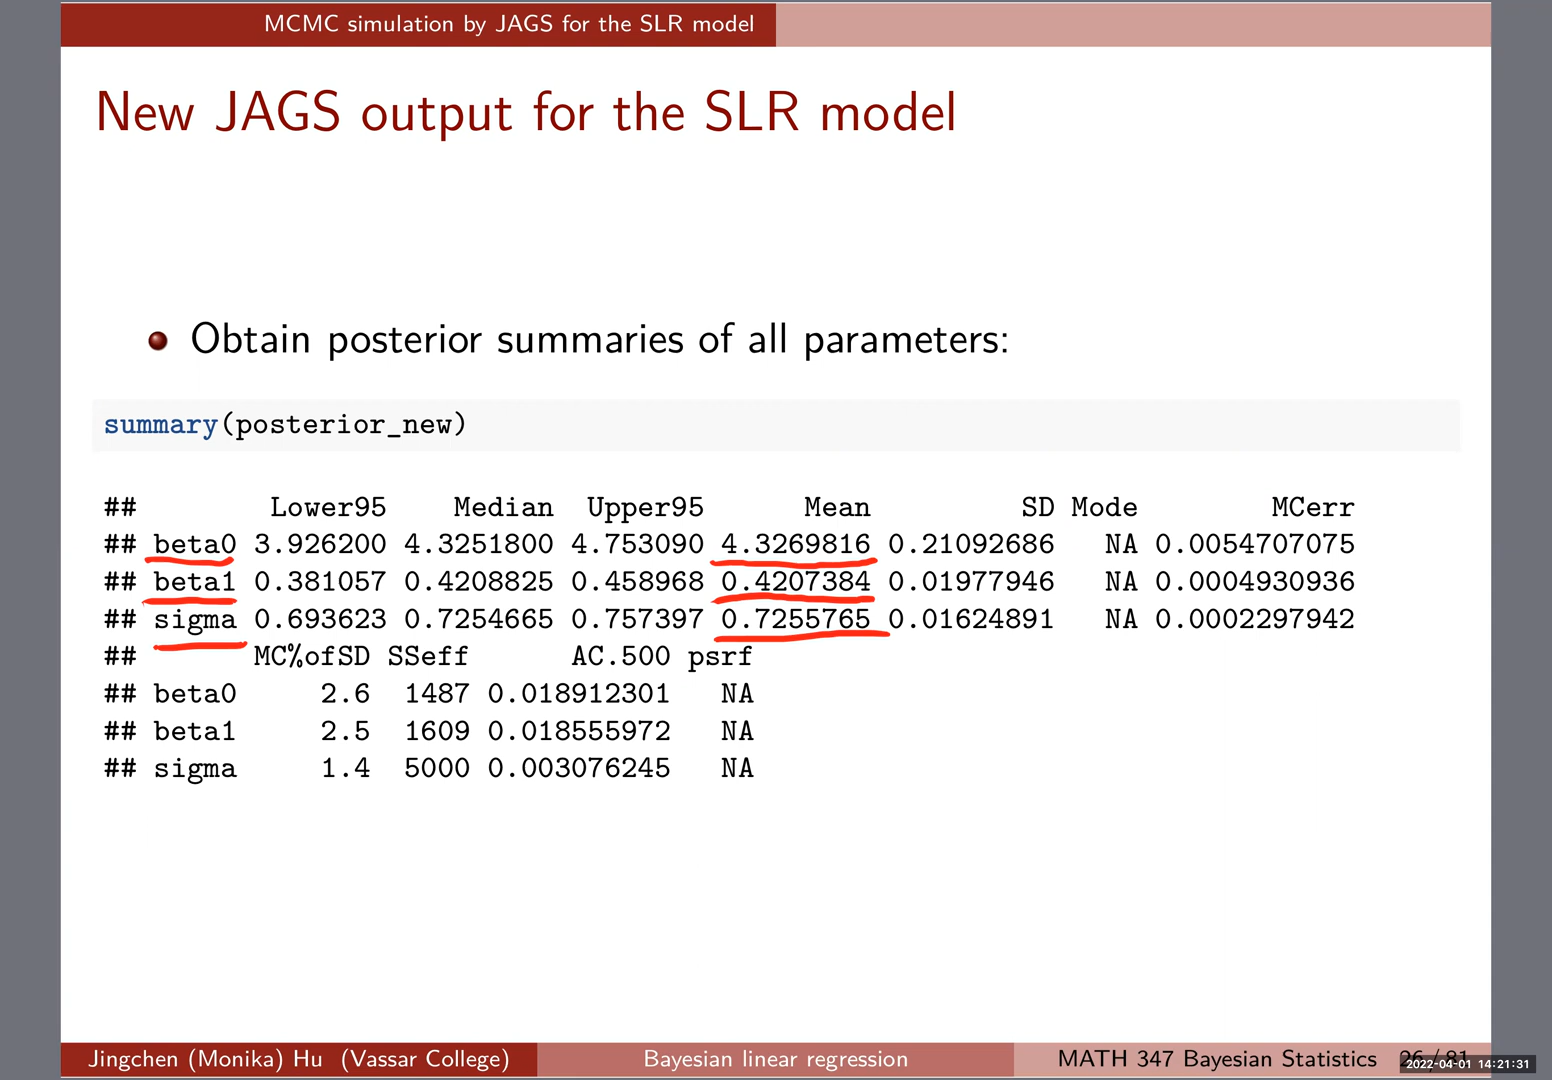 MCMC simulation by JAGS for the SLR model
New JAGS output for the SLR model
Obtain posterior summaries of all parameters:
summary(posterior_new)
## Lower95 Median Upper95 Mean SD Mode MCerr
## beta0 3.926200 4.3251800 4.753090 4.3269816 0.21092686 NA 0.0054707075
## beta1 0.381057 0.4208825 0.458968 0.4207384 0.01977946 NA 0.0004930936
## sigma 0.693623 0.7254665 0.757397 0.7255765 0.01624891 NA 0.0002297942
## MC%ofSD SSeff AC.500 psrf
## beta0 2.6 1487 0.018912301 NA
## beta1 2.5 1609 0.018555972 NA
## sigma 1.4 5000 0.003076245 NA
Jingchen (Monika) Hu (Vassar College) Bayesian linear regression MATH 347 Bayesian Statistics 26 / 81
2022-04-01 14:21:31